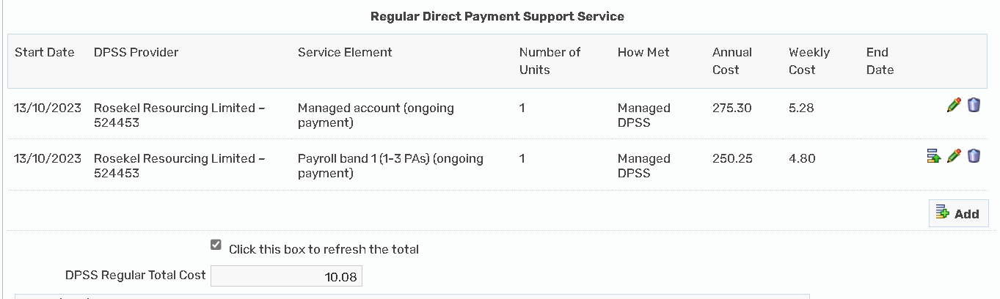 Regular Direct Payment Support Service
Start Date DPSS Provider Service Element Number of How Met Annual Weekly End
Units Cost Cost Date
13/10/2023 Rosekel Resourcing Limited – Managed account (ongoing 1 Managed 275.30 5.28
524453 payment) DPSS
13/10/2023 Rosekel Resourcing Limited – Payroll band 1 (1-3 PAs) (ongoing 1 Managed 250.25 4.80
524453 payment) DPSS
Add
Click this box to refresh the total
DPSS Regular Total Cost 10.08